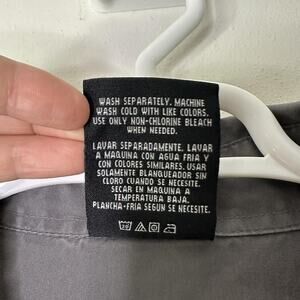 WASH SEPARATELY. MACHINE
WASH COLD WITH LIKE COLORS.
USE ONLY NON-CHLORINE BLEACH
WHEN NEEDED.
LAVAR SEPARADAMENTE. LAVAR
A MAQUINA CON AGUA FRIA Y
CON COLORES SIMILARES. USAR
SOLAMENTE BLANQUEADOR SIN
CLORO CUANDO SE NECESITE.
SECAR EN MAQUINA A
TEMPERATURA BAJA.
PLANCHA-FRIA SEGUN SE NECESITE.